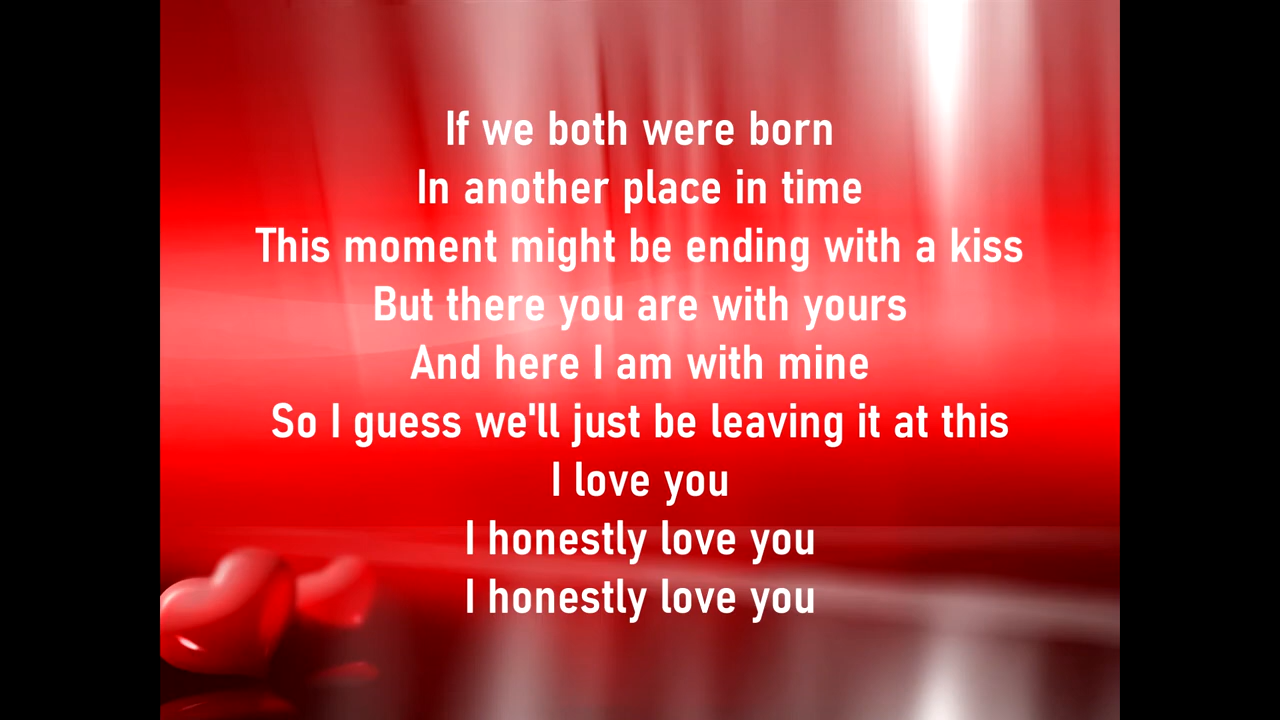 If we both were born
In another place in time
This moment might be ending with a kiss
But there you are with yours
And here I am with mine
So I guess we'll just be leaving it at this
I love you
I honestly love you
I honestly love you